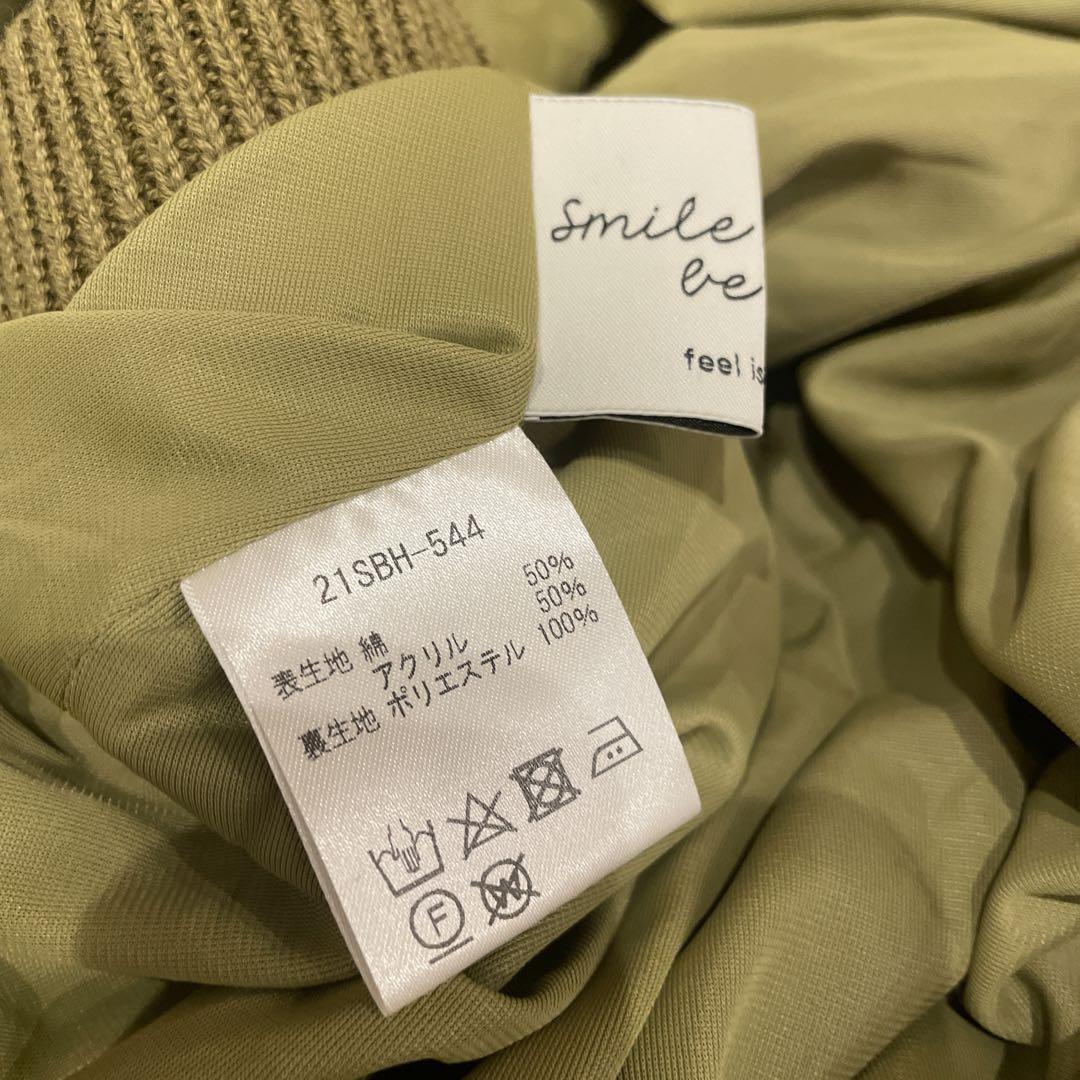 smile
be
feel is
21SBH-544
表生地 綿 50%
アクリル 50%
裏生地 ポリエステル 100%
F
W